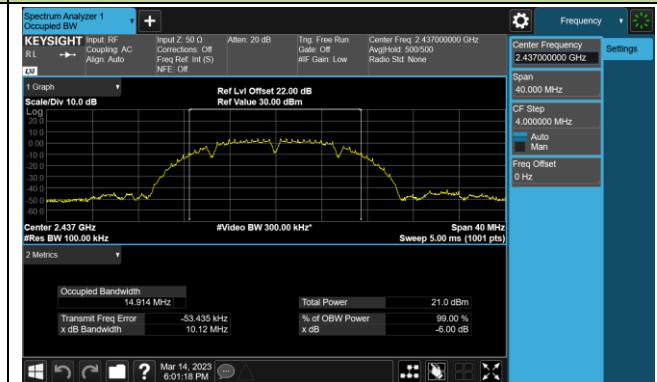 Spectrum Analyzer 1
Occupied BW
Frequency
KEYSIGHT
Input: RF
Coupling: AC
Align: Auto
Input Z: 50 Ω
Corrections: Off
Freq Ref: Int (S)
NFE: Off
Atten: 20 dB
Trig: Free Run
Gate: Off
#IF Gain: Low
Center Freq: 2.437000000 GHz
Avg|Hold: 500/500
Radio Std: None
R L
LXI
Center Frequency
2.437000000 GHz
Settings
Span
40.000 MHz
CF Step
4.000000 MHz
Auto
Man
Freq Offset
0 Hz
1 Graph
Scale/Div 10.0 dB
Ref Lvl Offset 22.00 dB
Ref Value 30.00 dBm
Log
20.0
10.0
0.00
-10.0
-20.0
-30.0
-40.0
-50.0
-60.0
Center 2.437 GHz
#Res BW 100.00 kHz
#Video BW 300.00 kHz*
Span 40 MHz
Sweep 5.00 ms (1001 pts)
2 Metrics
Occupied Bandwidth
14.914 MHz
Total Power
21.0 dBm
Transmit Freq Error
-53.435 kHz
% of OBW Power
99.00 %
x dB Bandwidth
10.12 MHz
x dB
-6.00 dB
?
Mar 14, 2023
6:01:18 PM